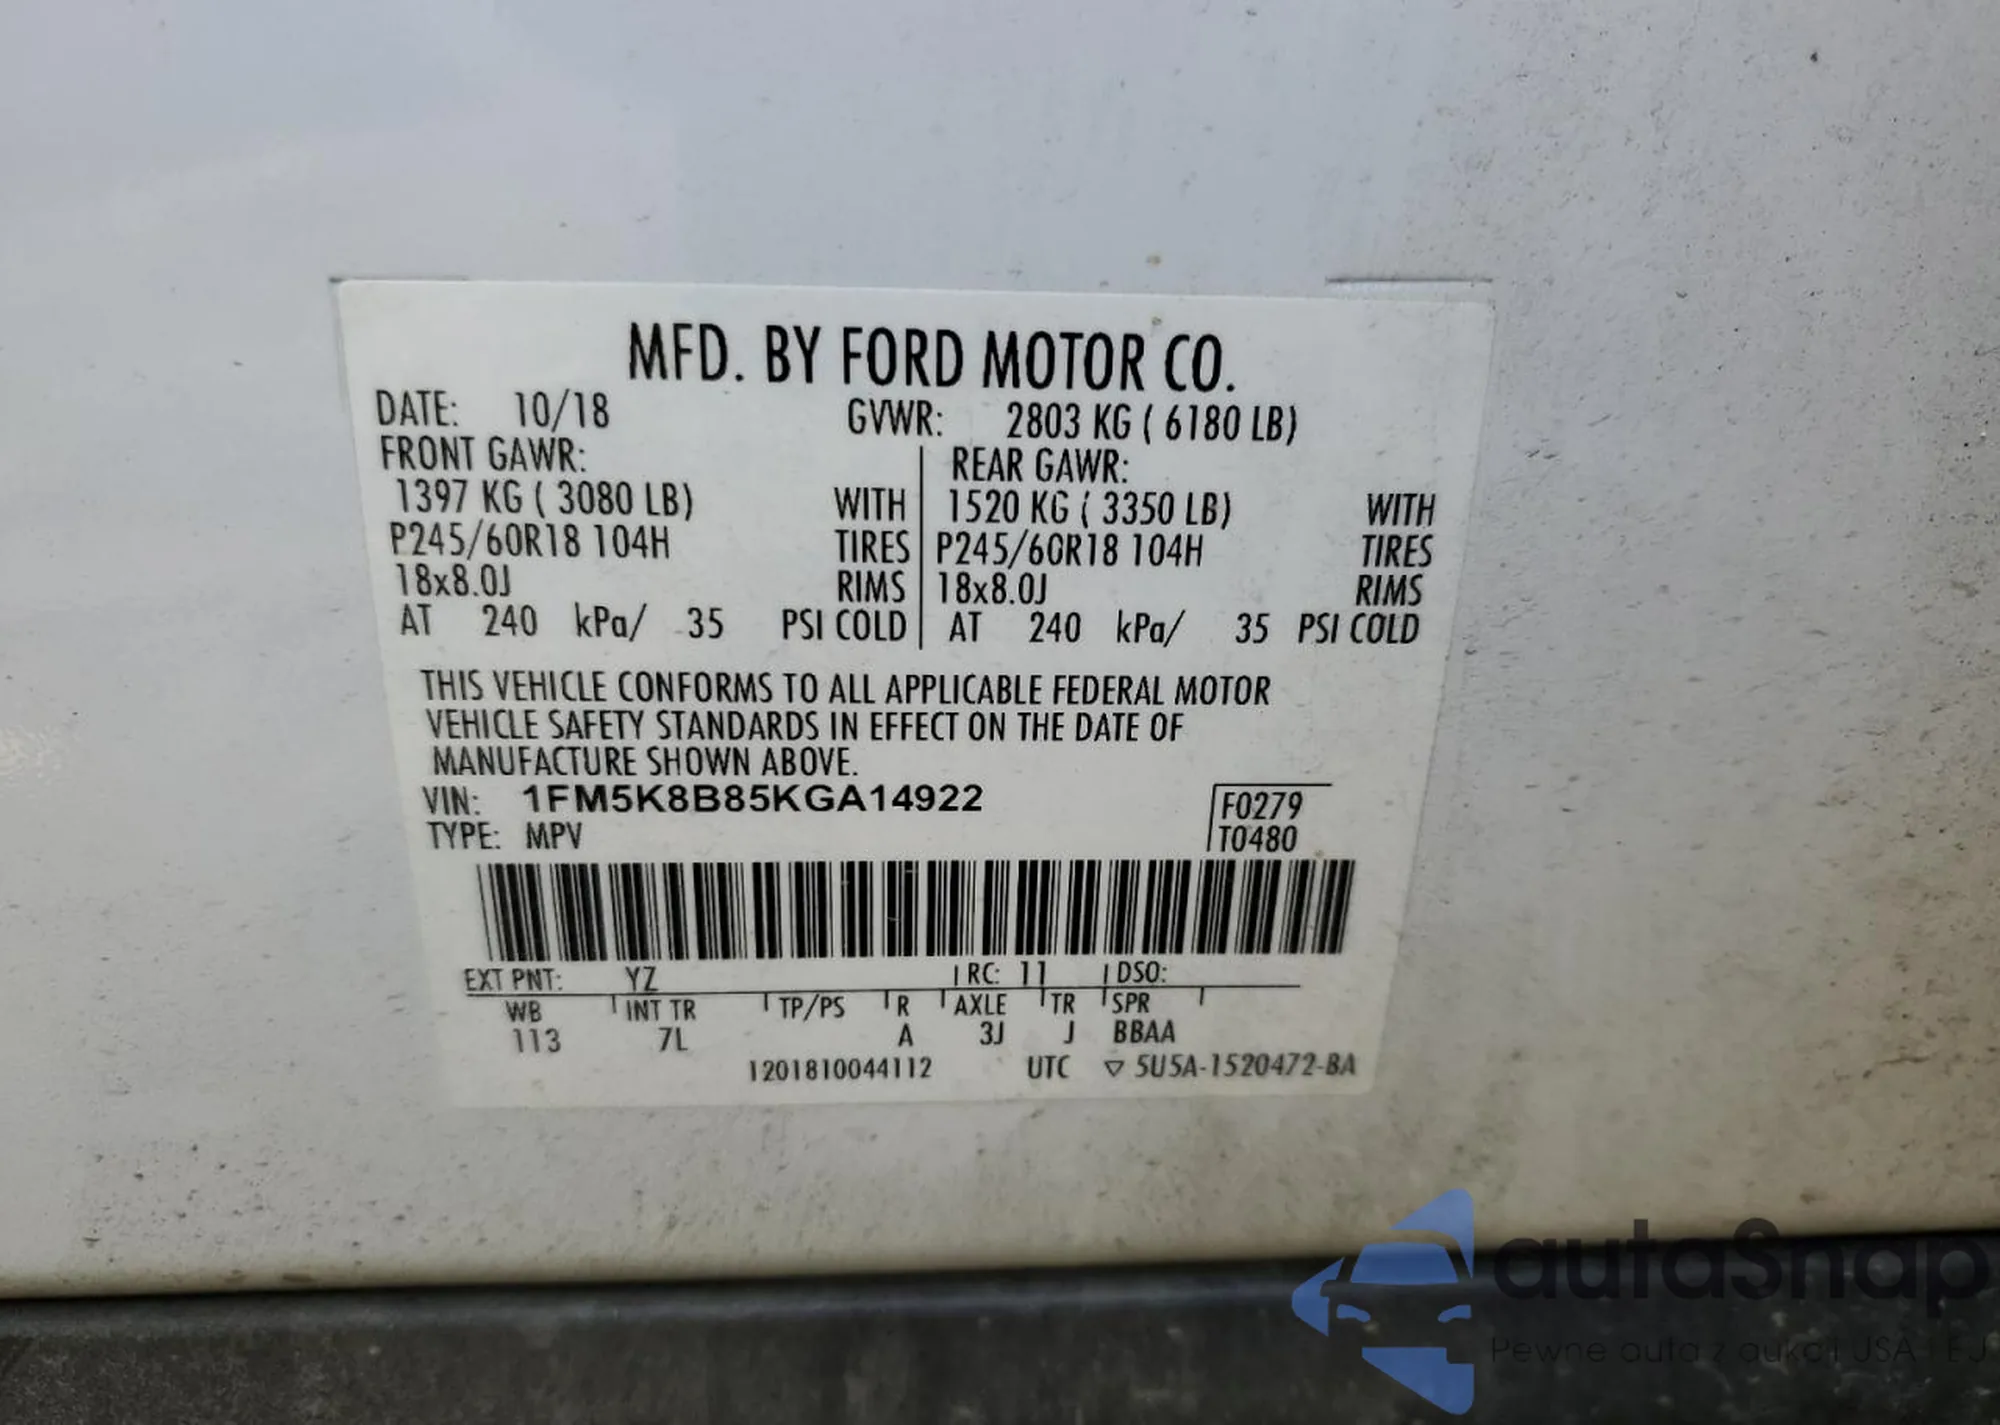 MFD. BY FORD MOTOR CO.
DATE: 10/18 GVWR: 2803 KG ( 6180 LB)
FRONT GAWR: REAR GAWR:
1397 KG ( 3080 LB) WITH 1520 KG ( 3350 LB) WITH
P245/60R18 104H TIRES P245/60R18 104H TIRES
18x8.0J RIMS 18x8.0J RIMS
AT 240 kPa/ 35 PSI COLD AT 240 kPa/ 35 PSI COLD
THIS VEHICLE CONFORMS TO ALL APPLICABLE FEDERAL MOTOR
VEHICLE SAFETY STANDARDS IN EFFECT ON THE DATE OF
MANUFACTURE SHOWN ABOVE.
VIN: 1FM5K8B85KGA14922 F0279
TYPE: MPV T0480
EXT PNT: YZ RC: 11 DSO:
WB INT TR TP/PS R AXLE TR SPR
113 7L A 3J J BBAA
1201810044112 UTC ▽ 5U5A-1520472-BA
autaSnap
Pewne auta z aukcji USA i EJ